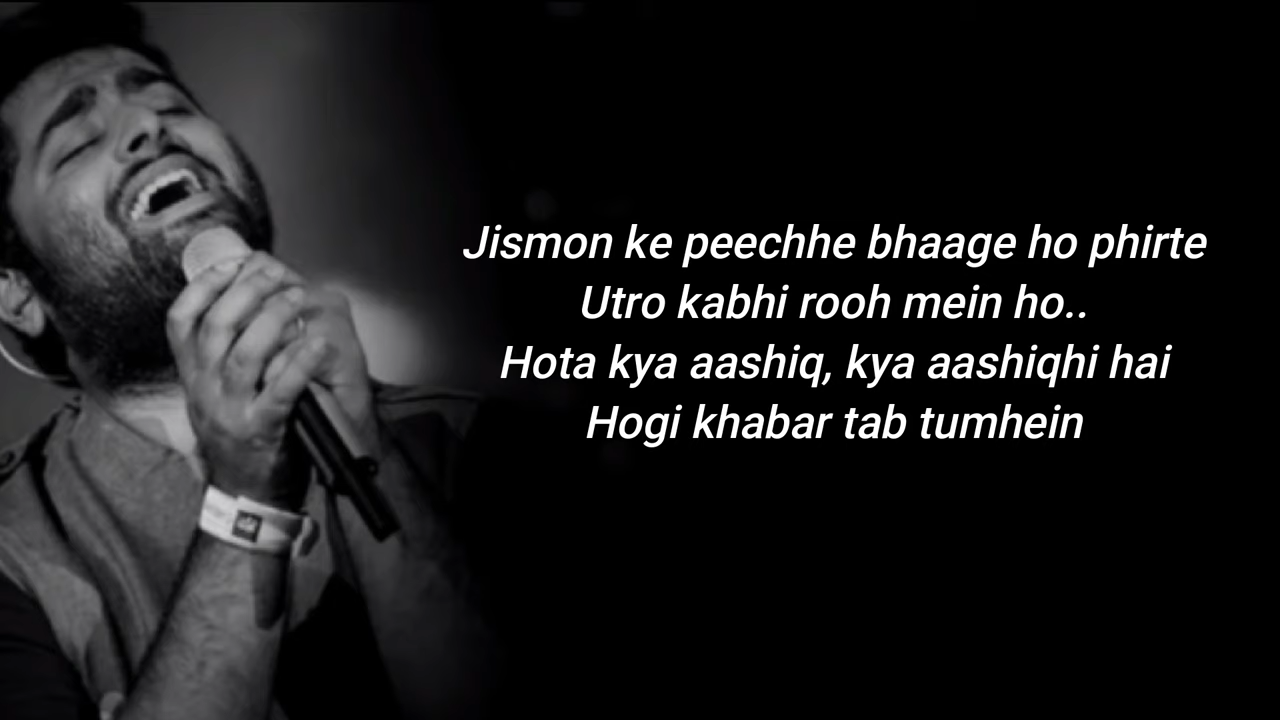 Jismon ke peechhe bhaage ho phirte
Utro kabhi rooh mein ho..
Hota kya aashiq, kya aashiqhi hai
Hogi khabar tab tumhein